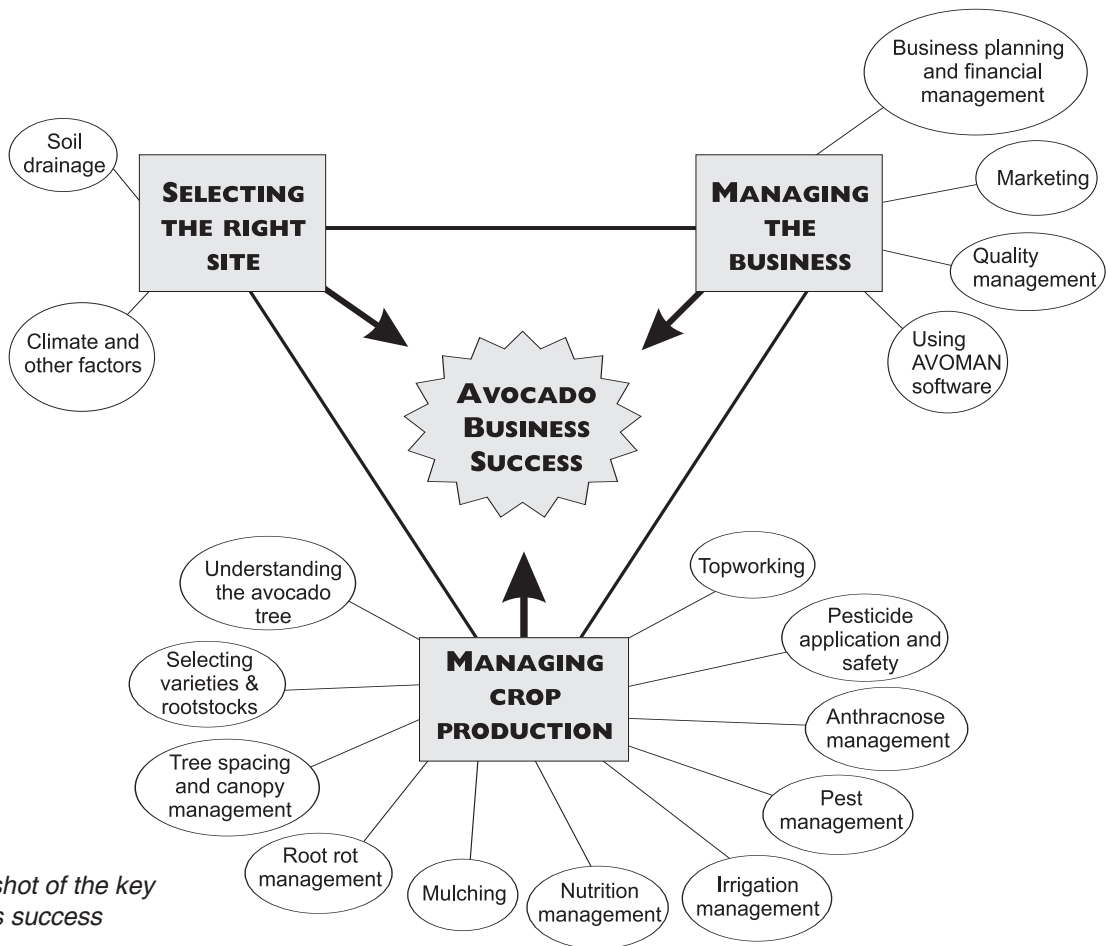 Soil
drainage
SELECTING
THE RIGHT
SITE
Climate and
other factors
Business planning
and financial
management
MANAGING
THE
BUSINESS
Marketing
Quality
management
Using
AVOMAN
software
AVOCADO
BUSINESS
SUCCESS
Understanding
the avocado
tree
Selecting
varieties &
rootstocks
Tree spacing
and canopy
management
Root rot
management
Mulching
Nutrition
management
Irrigation
management
Pest
management
Anthracnose
management
Pesticide
application and
safety
Topworking
MANAGING
CROP
PRODUCTION
shot of the key
s success